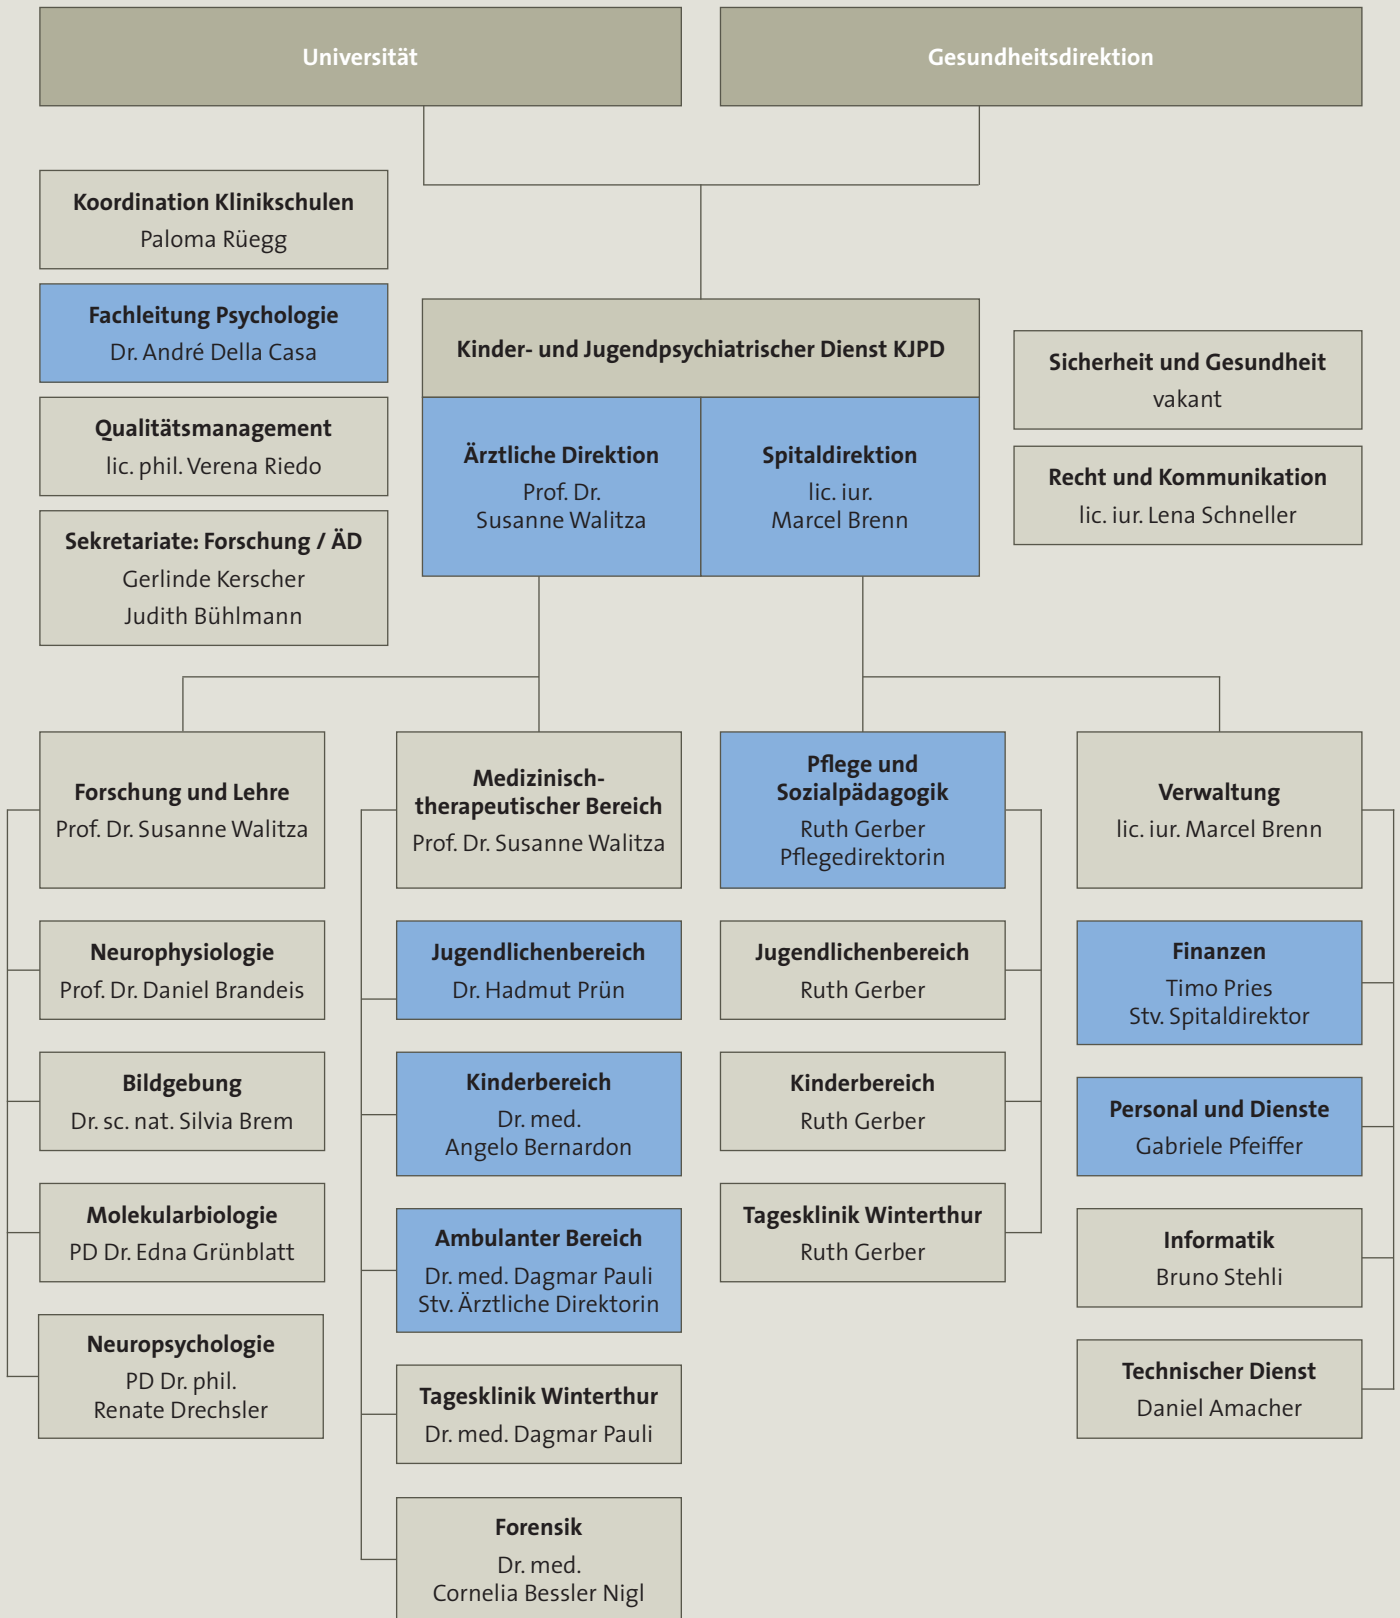 Universität
Gesundheitsdirektion
Koordination Klinikschulen
Paloma Rüegg
Fachleitung Psychologie
Dr. André Della Casa
Qualitätsmanagement
lic. phil. Verena Riedo
Sekretariate: Forschung / ÄD
Gerlinde Kerscher
Judith Bühlmann
Kinder- und Jugendpsychiatrischer Dienst KJPD
Ärztliche Direktion
Prof. Dr.
Susanne Walitza
Spitaldirektion
lic. iur.
Marcel Brenn
Sicherheit und Gesundheit
vakant
Recht und Kommunikation
lic. iur. Lena Schneller
Forschung und Lehre
Prof. Dr. Susanne Walitza
Neurophysiologie
Prof. Dr. Daniel Brandeis
Bildgebung
Dr. sc. nat. Silvia Brem
Molekularbiologie
PD Dr. Edna Grünblatt
Neuropsychologie
PD Dr. phil.
Renate Drechsler
Medizinisch-
therapeutischer Bereich
Prof. Dr. Susanne Walitza
Jugendlichenbereich
Dr. Hadmut Prün
Kinderbereich
Dr. med.
Angelo Bernardon
Ambulanter Bereich
Dr. med. Dagmar Pauli
Stv. Ärztliche Direktorin
Tagesklinik Winterthur
Dr. med. Dagmar Pauli
Forensik
Dr. med.
Cornelia Bessler Nigl
Pflege und
Sozialpädagogik
Ruth Gerber
Pflegedirektorin
Jugendlichenbereich
Ruth Gerber
Kinderbereich
Ruth Gerber
Tagesklinik Winterthur
Ruth Gerber
Verwaltung
lic. iur. Marcel Brenn
Finanzen
Timo Pries
Stv. Spitaldirektor
Personal und Dienste
Gabriele Pfeiffer
Informatik
Bruno Stehli
Technischer Dienst
Daniel Amacher